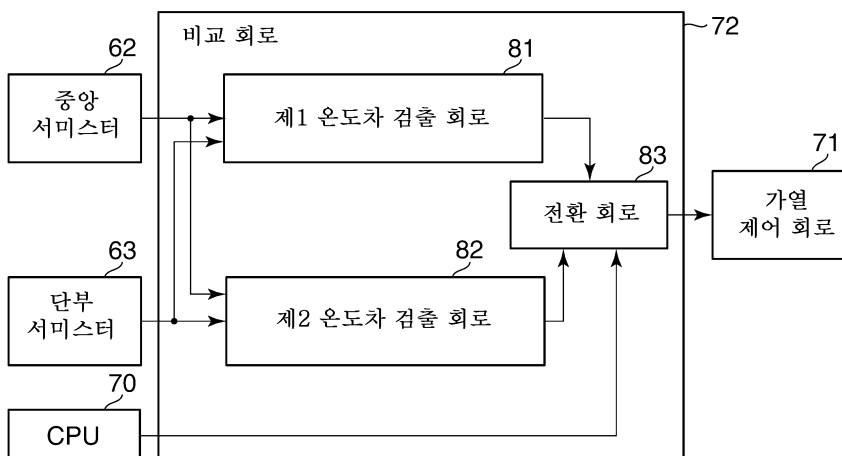 비교 회로
72
62
중앙
서미스터
81
제1 온도차 검출 회로
83
전환 회로
71
가열
제어 회로
63
단부
서미스터
82
제2 온도차 검출 회로
70
CPU